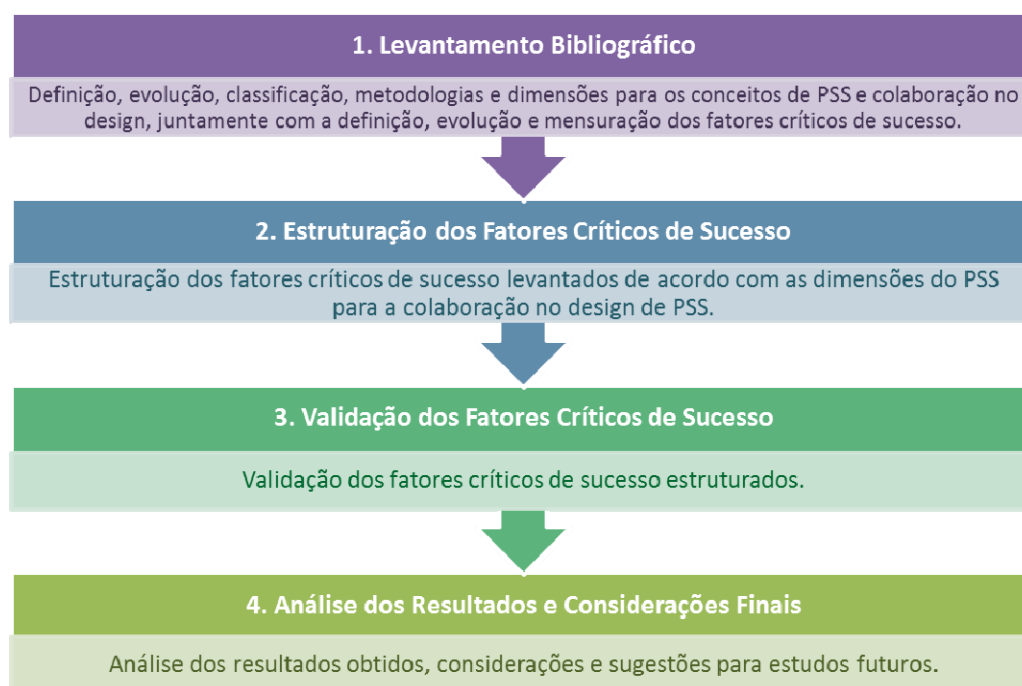 1. Levantamento Bibliográfico
Definição, evolução, classificação, metodologias e dimensões para os conceitos de PSS e colaboração no
design, juntamente com a definição, evolução e mensuração dos fatores críticos de sucesso.
2. Estruturação dos Fatores Críticos de Sucesso
Estruturação dos fatores críticos de sucesso levantados de acordo com as dimensões do PSS
para a colaboração no design de PSS.
3. Validação dos Fatores Críticos de Sucesso
Validação dos fatores críticos de sucesso estruturados.
4. Análise dos Resultados e Considerações Finais
Análise dos resultados obtidos, considerações e sugestões para estudos futuros.